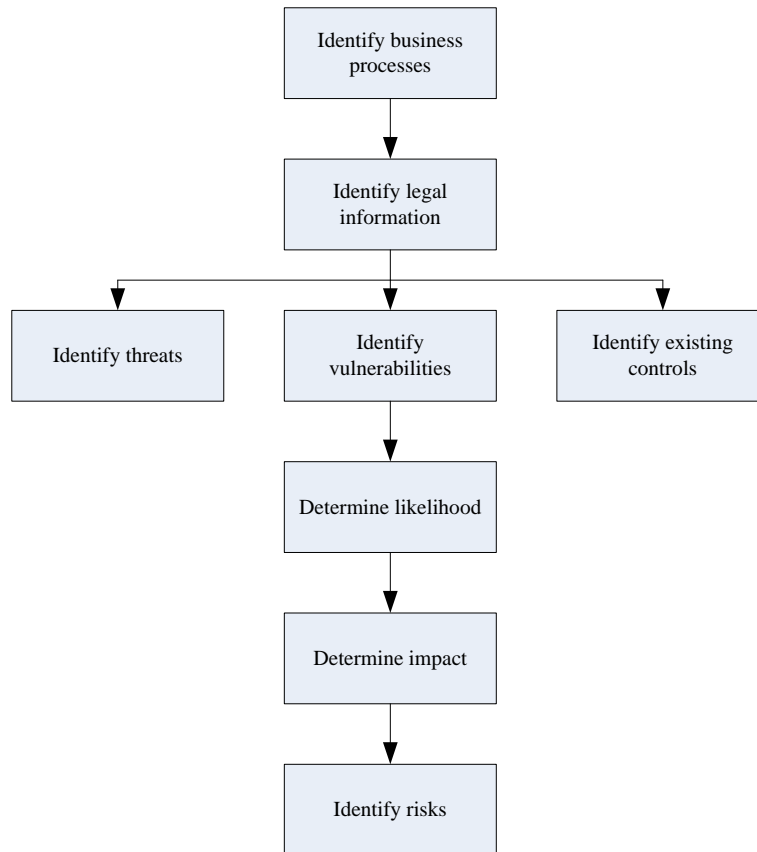 Identify business
processes
Identify legal
information
Identify threats
Identify
vulnerabilities
Identify existing
controls
Determine likelihood
Determine impact
Identify risks